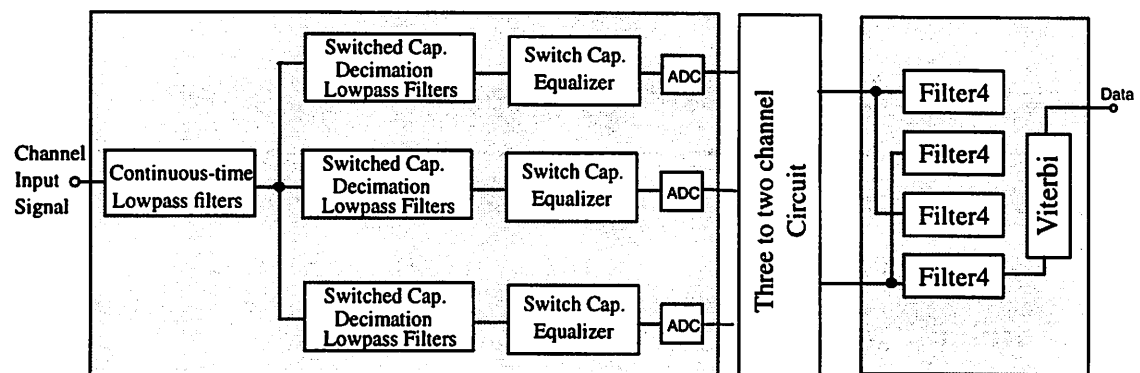 Channel
Input
Signal
Continuous-time
Lowpass filters
Switched Cap.
Decimation
Lowpass Filters
Switch Cap.
Equalizer
ADC
Switched Cap.
Decimation
Lowpass Filters
Switch Cap.
Equalizer
ADC
Switched Cap.
Decimation
Lowpass Filters
Switch Cap.
Equalizer
ADC
Three to two channel
Circuit
Filter4
Filter4
Filter4
Filter4
Viterbi
Data